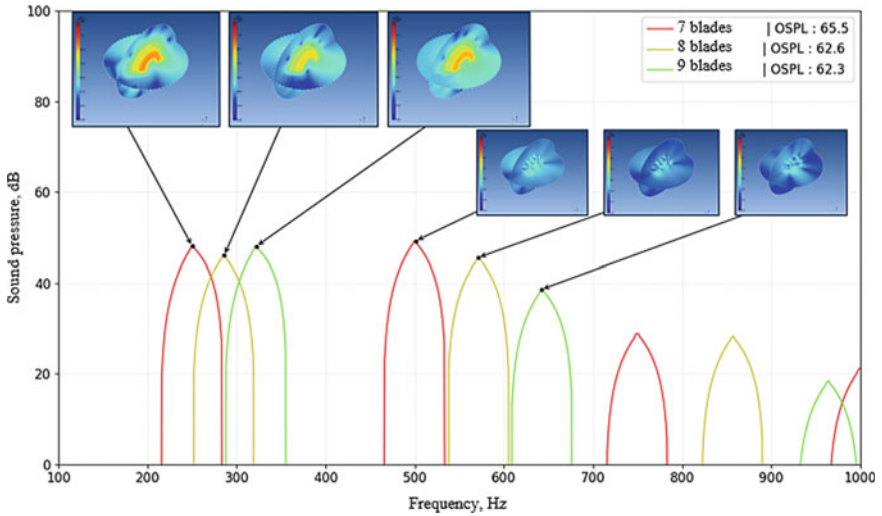 100
80
60
40
20
0
Sound pressure, dB
7 blades | OSPL : 65.5
8 blades | OSPL : 62.6
9 blades | OSPL : 62.3
100 200 300 400 500 600 700 800 900 1000
Frequency, Hz